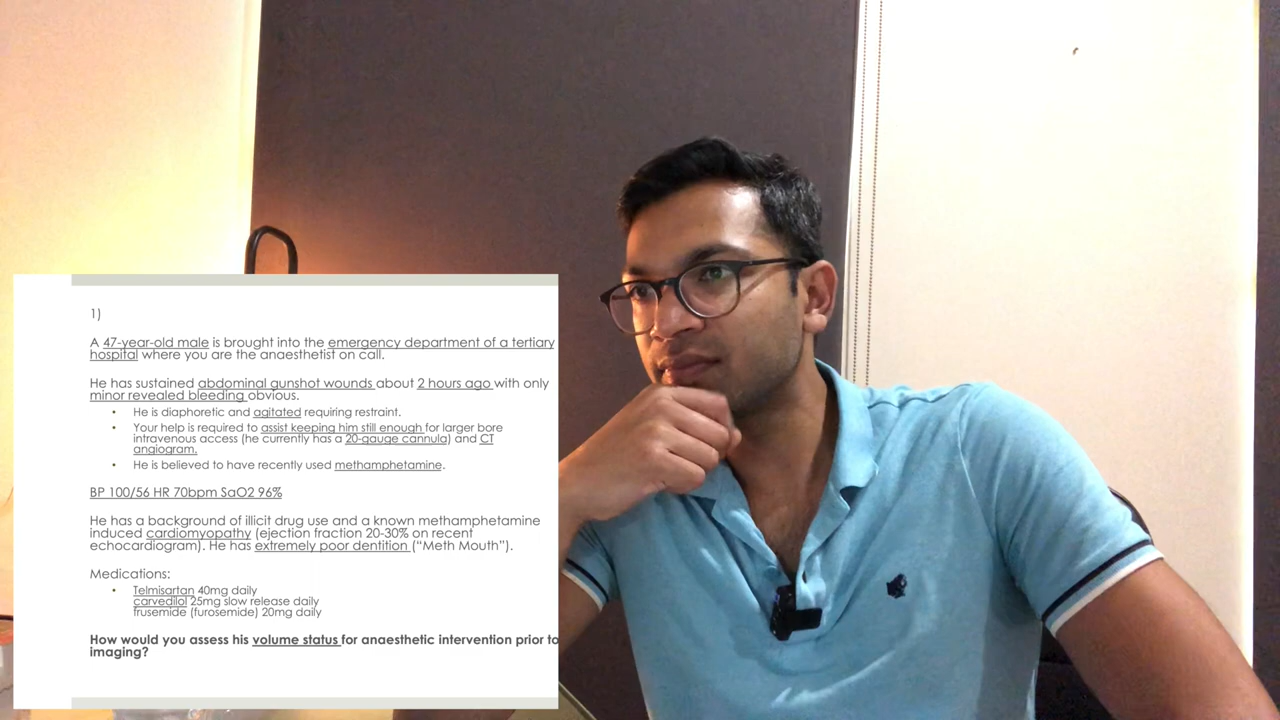 1)
A 47-year-old male is brought into the emergency department of a tertiary
hospital where you are the anaesthetist on call.
He has sustained abdominal gunshot wounds about 2 hours ago with only
minor revealed bleeding obvious.
• He is diaphoretic and agitated requiring restraint.
• Your help is required to assist keeping him still enough for larger bore
intravenous access (he currently has a 20-gauge cannula) and CT
angiogram.
• He is believed to have recently used methamphetamine.
BP 100/56 HR 70bpm SaO2 96%
He has a background of illicit drug use and a known methamphetamine
induced cardiomyopathy (ejection fraction 20-30% on recent
echocardiogram). He has extremely poor dentition (“Meth Mouth”).
Medications:
• Telmisartan 40mg daily
carvedilol 25mg slow release daily
frusemide (furosemide) 20mg daily
How would you assess his volume status for anaesthetic intervention prior to
imaging?